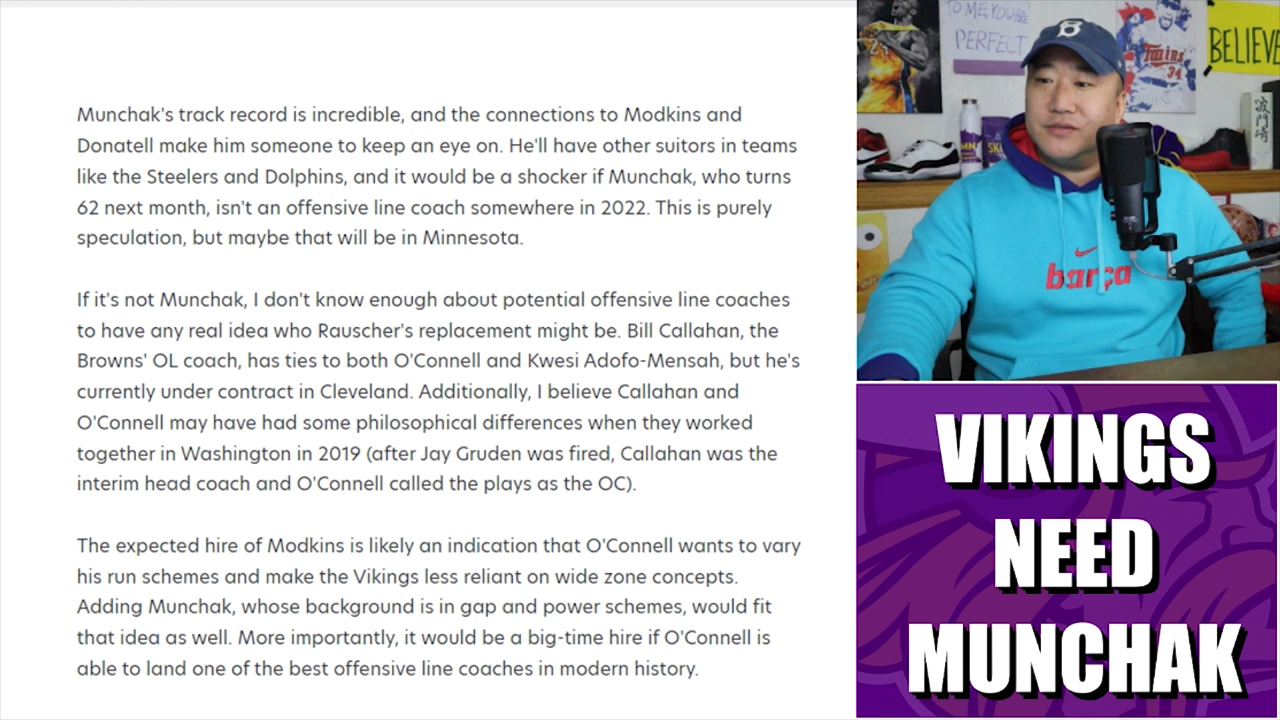 Munchak's track record is incredible, and the connections to Modkins and
Donatell make him someone to keep an eye on. He'll have other suitors in teams
like the Steelers and Dolphins, and it would be a shocker if Munchak, who turns
62 next month, isn't an offensive line coach somewhere in 2022. This is purely
speculation, but maybe that will be in Minnesota.
If it's not Munchak, I don't know enough about potential offensive line coaches
to have any real idea who Rauscher's replacement might be. Bill Callahan, the
Browns' OL coach, has ties to both O'Connell and Kwesi Adofo-Mensah, but he's
currently under contract in Cleveland. Additionally, I believe Callahan and
O'Connell may have had some philosophical differences when they worked
together in Washington in 2019 (after Jay Gruden was fired, Callahan was the
interim head coach and O'Connell called the plays as the OC).
The expected hire of Modkins is likely an indication that O'Connell wants to vary
his run schemes and make the Vikings less reliant on wide zone concepts.
Adding Munchak, whose background is in gap and power schemes, would fit
that idea as well. More importantly, it would be a big-time hire if O'Connell is
able to land one of the best offensive line coaches in modern history.
TO ME YOU ARE
PERFECT
B
Twins
34
BELIEVE
24
barça
VIKINGS
NEED
MUNCHAK